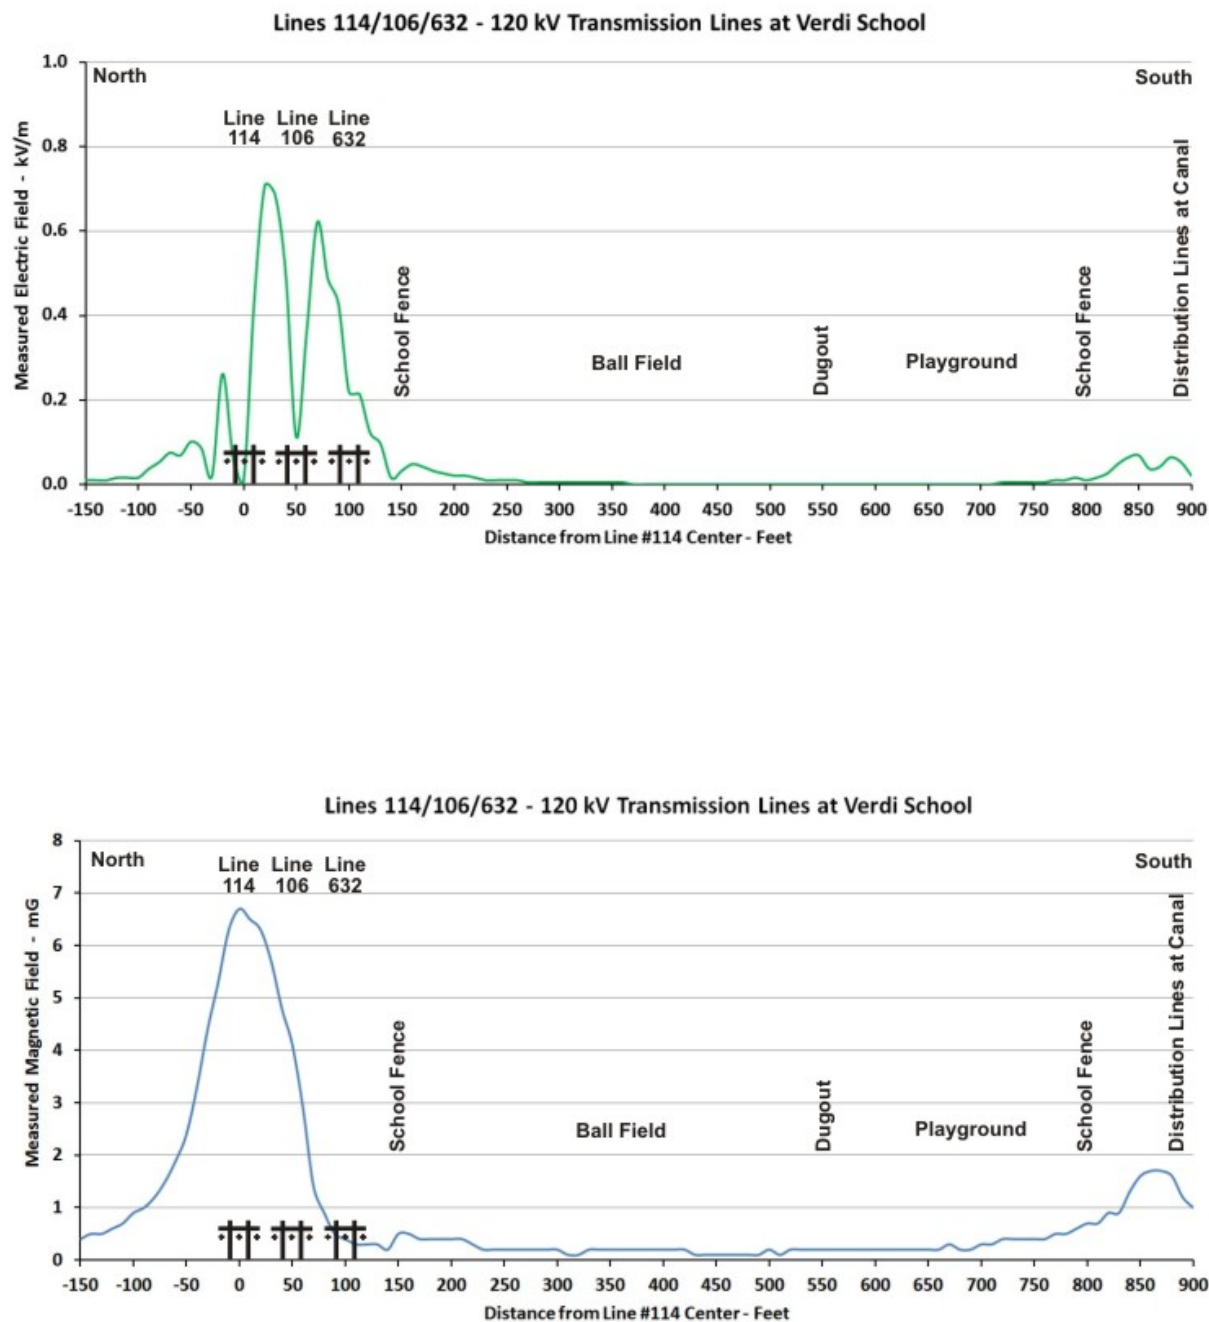 Lines 114/106/632 - 120 kV Transmission Lines at Verdi School
Measured Electric Field - kV/m
1.0
0.8
0.6
0.4
0.2
0.0
North
South
Line 114
Line 106
Line 632
School Fence
Ball Field
Dugout
Playground
School Fence
Distribution Lines at Canal
-150 -100 -50 0 50 100 150 200 250 300 350 400 450 500 550 600 650 700 750 800 850 900
Distance from Line #114 Center - Feet
Lines 114/106/632 - 120 kV Transmission Lines at Verdi School
Measured Magnetic Field - mG
8
7
6
5
4
3
2
1
0
North
South
Line 114
Line 106
Line 632
School Fence
Ball Field
Dugout
Playground
School Fence
Distribution Lines at Canal
-150 -100 -50 0 50 100 150 200 250 300 350 400 450 500 550 600 650 700 750 800 850 900
Distance from Line #114 Center - Feet